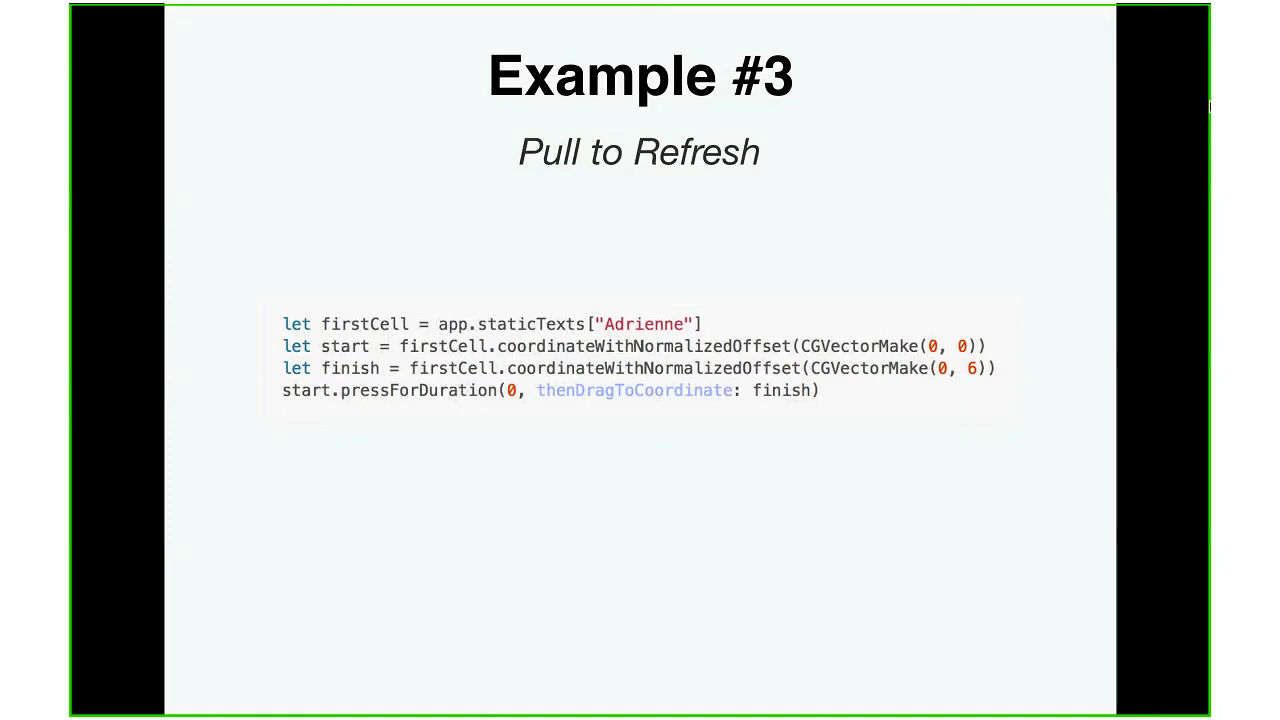 Example #3
Pull to Refresh
let firstCell = app.staticTexts["Adrienne"]
let start = firstCell.coordinateWithNormalizedOffset(CGVectorMake(0, 0))
let finish = firstCell.coordinateWithNormalizedOffset(CGVectorMake(0, 6))
start.pressForDuration(0, thenDragToCoordinate: finish)